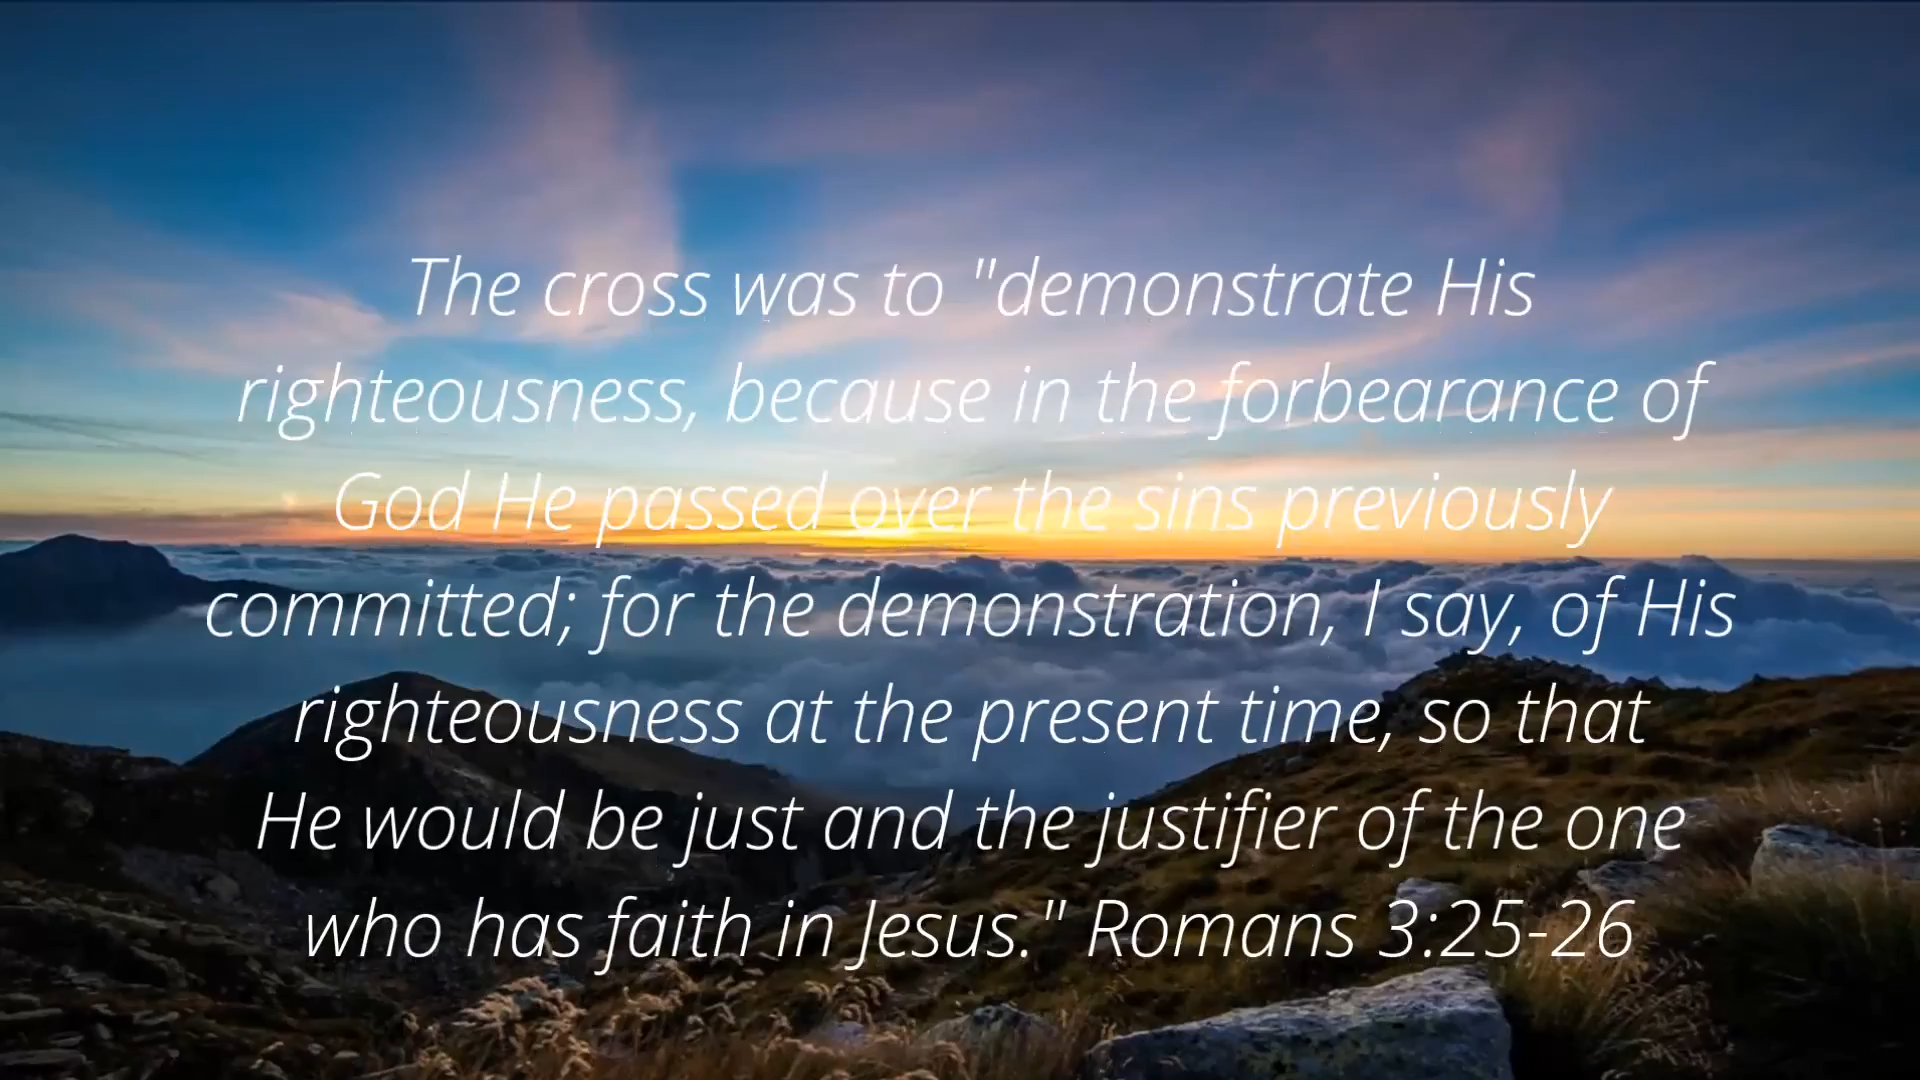 The cross was to "demonstrate His
righteousness, because in the forbearance of
God He passed over the sins previously
committed; for the demonstration, I say, of His
righteousness at the present time, so that
He would be just and the justifier of the one
who has faith in Jesus." Romans 3:25-26